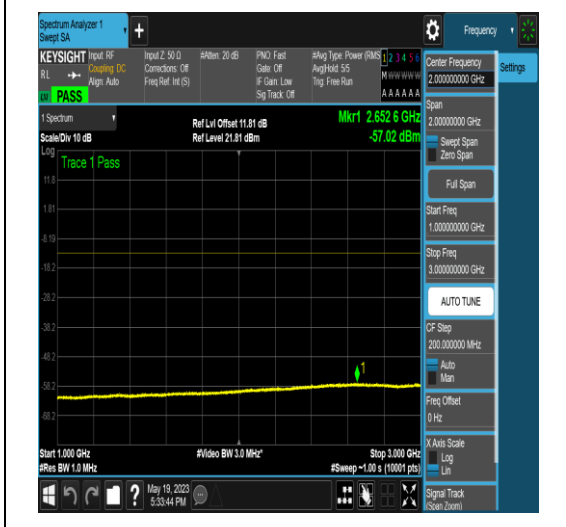 Spectrum Analyzer 1
Swept SA
Frequency
KEYSIGHT
RL
PASS
Input: RF
Coupling: DC
Align: Auto
Input Z: 50 Ω
Corrections: Off
Freq Ref: Int (S)
#Atten: 20 dB
PNO: Fast
Gate: Off
IF Gain: Low
Sig Track: Off
#Avg Type: Power (RMS)
Avg|Hold: 5/5
Trig: Free Run
1 2 3 4 5 6
M W W W W W
A A A A A A
1 Spectrum
Scale/Div 10 dB
Ref Lvl Offset 11.81 dB
Ref Level 21.81 dBm
Mkr1 2.652 6 GHz
-57.02 dBm
Log
Trace 1 Pass
11.8
1.81
-8.19
-18.2
-28.2
-38.2
-48.2
-58.2
-68.2
1
Start 1.000 GHz
#Res BW 1.0 MHz
#Video BW 3.0 MHz*
Stop 3.000 GHz
#Sweep ~1.00 s (10001 pts)
Center Frequency
2.000000000 GHz
Span
2.00000000 GHz
Swept Span
Zero Span
Full Span
Start Freq
1.000000000 GHz
Stop Freq
3.000000000 GHz
AUTO TUNE
CF Step
200.000000 MHz
Auto
Man
Freq Offset
0 Hz
X Axis Scale
Log
Lin
Signal Track
(Span Zoom)
Settings
?
May 19, 2023
5:33:44 PM